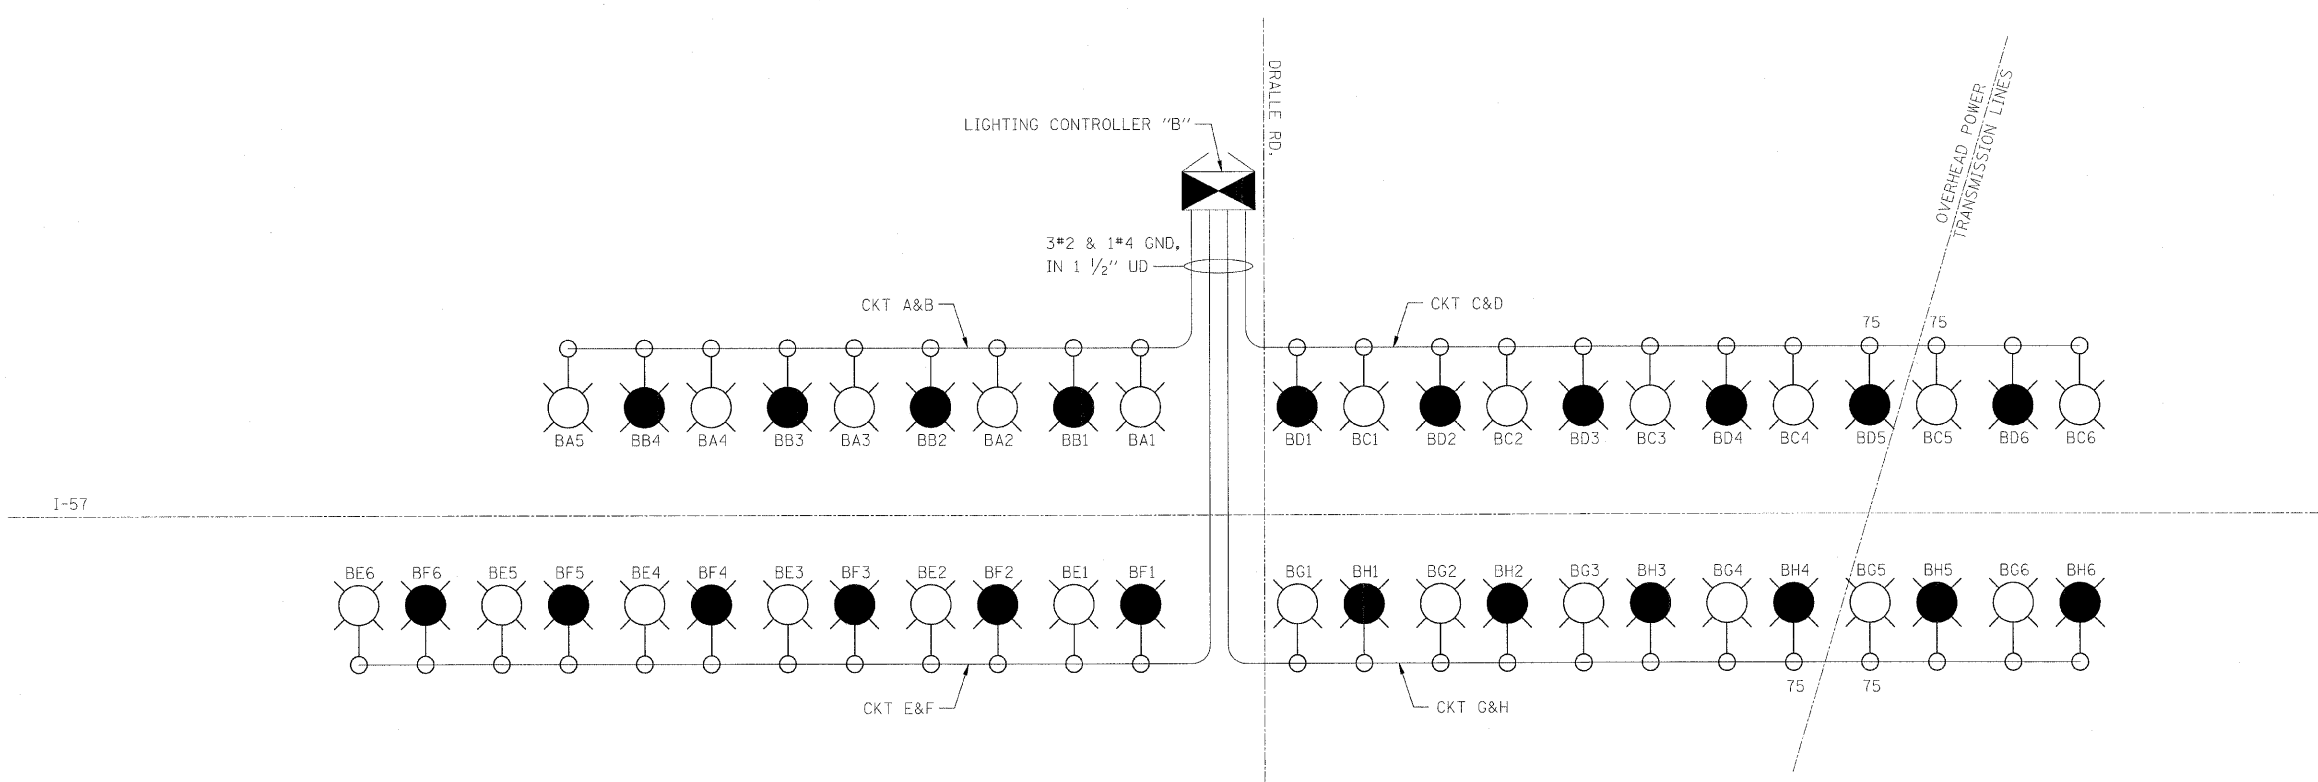 DRALLE RD.
OVERHEAD POWER
TRANSMISSION LINES
LIGHTING CONTROLLER "B"
3#2 & 1#4 GND.
IN 1 1/2" UD
CKT A&B
CKT C&D
75 75
BA5 BB4 BA4 BB3 BA3 BB2 BA2 BB1 BA1 BD1 BC1 BD2 BC2 BD3 BC3 BD4 BC4 BD5 BC5 BD6 BC6
I-57
BE6 BF6 BE5 BF5 BE4 BF4 BE3 BF3 BE2 BF2 BE1 BF1 BG1 BH1 BG2 BH2 BG3 BH3 BG4 BH4 BG5 BH5 BG6 BH6
75 75
CKT E&F
CKT G&H